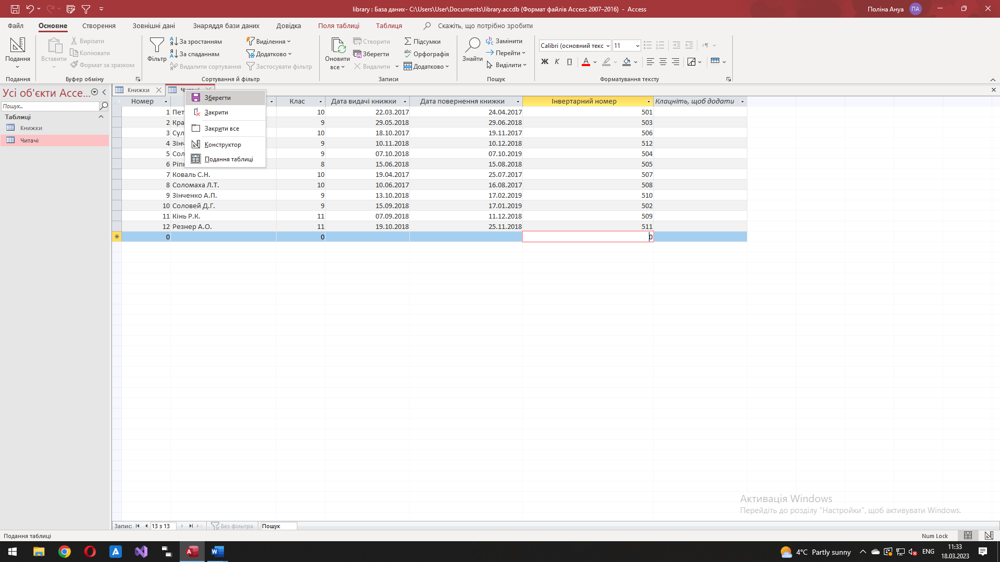 library : База даних- C:\Users\User\Documents\library.accdb (Формат файлів Access 2007–2016) - Access
Поліна Ануа
ПА
Файл Основне Створення Зовнішні дані Знаряддя бази даних Довідка Поля таблиці Таблиця Скажіть, що потрібно зробити
Подання
Подання
Вставити
Вирізати
Копіювати
Формат за зразком
Буфер обміну
Фільтр
За зростанням
За спаданням
Видалити сортування
Виділення
Додатково
Застосувати фільтр
Сортування й фільтр
Оновити
все
Створити
Зберегти
Видалити
Підсумки
Орфографія
Додатково
Записи
Знайти
Замінити
Перейти
Виділити
Пошук
Calibri (основний текс
11
Ж К П
Форматування тексту
Усі об'єкти Acce...
Пошук...
Таблиці
Книжки
Читачі
Книжки
Зберегти
Закрити
Закрити все
Конструктор
Подання таблиці
Номер Клас Дата видачі книжки Дата повернення книжки Інвертарний номер Клацніть, щоб додати
1 Пет 10 22.03.2017 24.04.2017 501
2 Кра 9 29.05.2018 29.06.2018 503
3 Сул 10 18.10.2017 19.11.2017 506
4 Зінч 9 10.11.2018 10.12.2018 512
5 Сол 9 07.10.2018 07.10.2019 504
6 Ріпк 8 15.06.2018 15.08.2018 505
7 Коваль С.Н. 10 19.04.2017 25.07.2017 507
8 Соломаха Л.Т. 10 10.06.2017 16.08.2017 508
9 Зінченко А.П. 9 13.10.2018 17.02.2019 510
10 Соловей Д.Г. 9 15.09.2018 17.01.2019 502
11 Кінь Р.К. 11 07.09.2018 11.12.2018 509
12 Резнер А.О. 11 19.10.2018 25.11.2018 511
0 0 0
Активація Windows
Перейдіть до розділу "Настройки", щоб активувати Windows.
Запис: 13 з 13 Без фільтра Пошук
Подання таблиці
Num Lock
4°C Partly sunny
ENG
11:33
18.03.2023